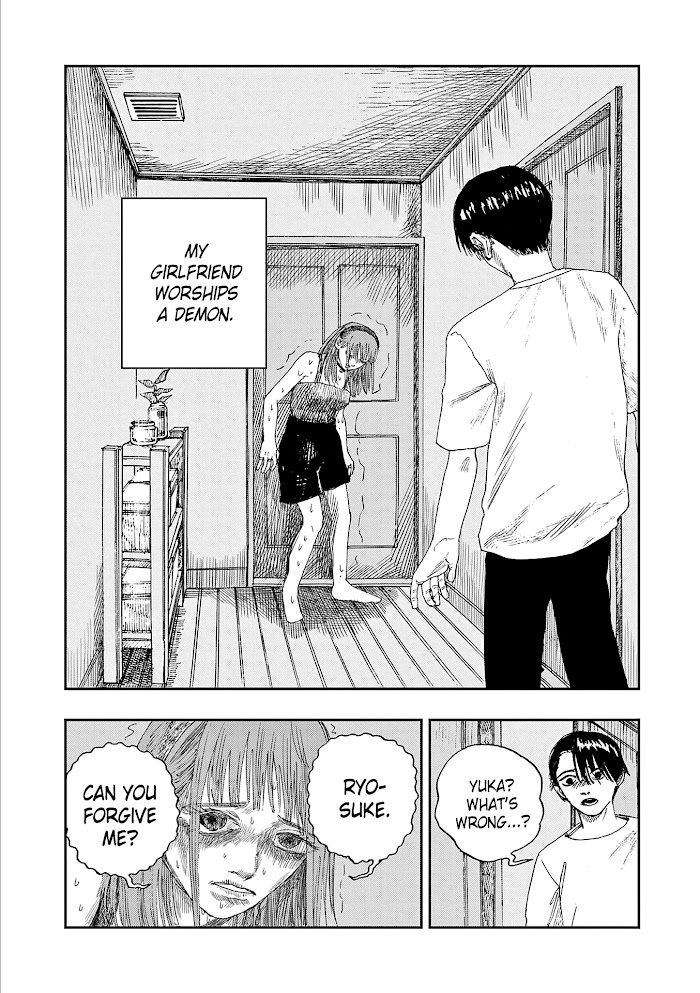 MY
GIRLFRIEND
WORSHIPS
A DEMON.
YUKA?
WHAT'S
WRONG...?
RYO-
SUKE.
CAN YOU
FORGIVE
ME?